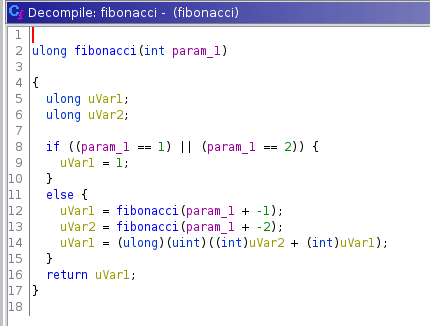 Decompile: fibonacci - (fibonacci)
1
2 ulong fibonacci(int param_1)
3
4 {
5 ulong uVar1;
6 ulong uVar2;
7
8 if ((param_1 == 1) || (param_1 == 2)) {
9 uVar1 = 1;
10 }
11 else {
12 uVar1 = fibonacci(param_1 + -1);
13 uVar2 = fibonacci(param_1 + -2);
14 uVar1 = (ulong)(uint)((int)uVar2 + (int)uVar1);
15 }
16 return uVar1;
17 }
18